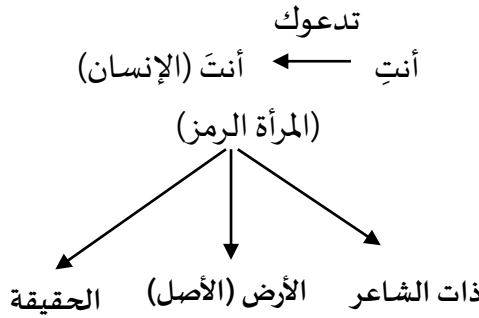 تدعوك
أنتِ أنتَ (الإنسان)
(المرأة الرمز)
ذات الشاعر الأرض (الأصل) الحقيقة